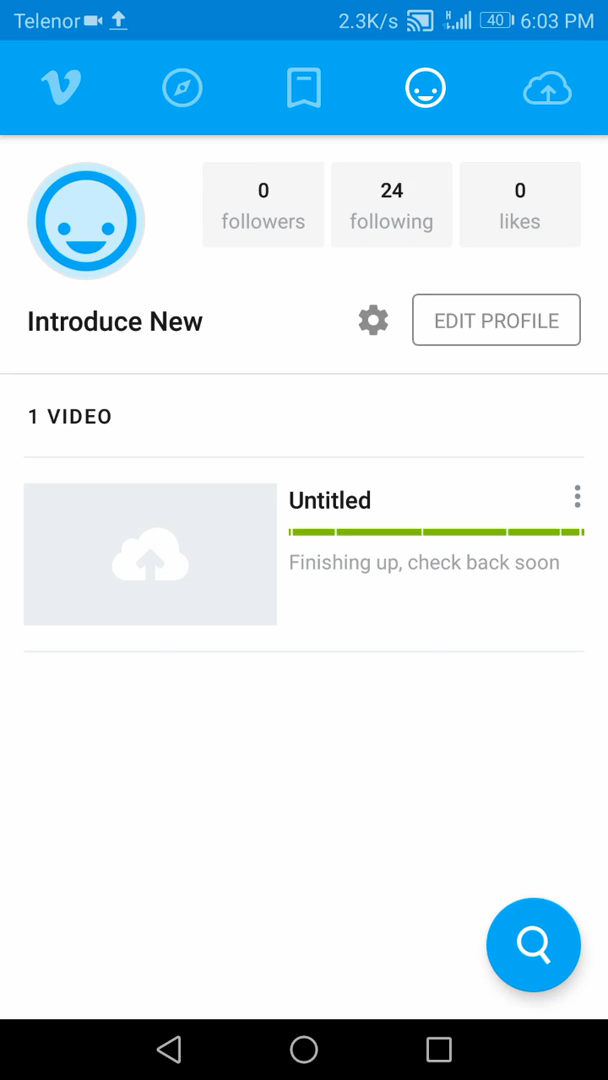 Telenor 2.3K/s H 40 6:03 PM
0 24 0
followers following likes
Introduce New EDIT PROFILE
1 VIDEO
Untitled
Finishing up, check back soon